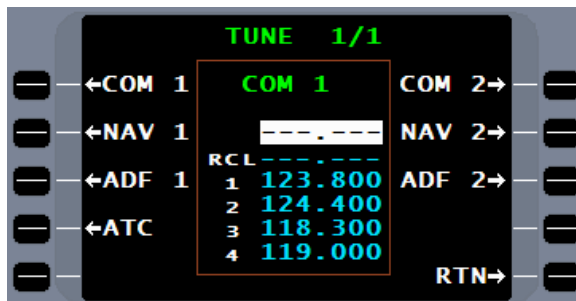 TUNE 1/1
←COM 1 COM 1 COM 2→
←NAV 1 ---.--- NAV 2→
RCL ---.---
←ADF 1 1 123.800 ADF 2→
2 124.400
←ATC 3 118.300
4 119.000
RTN→